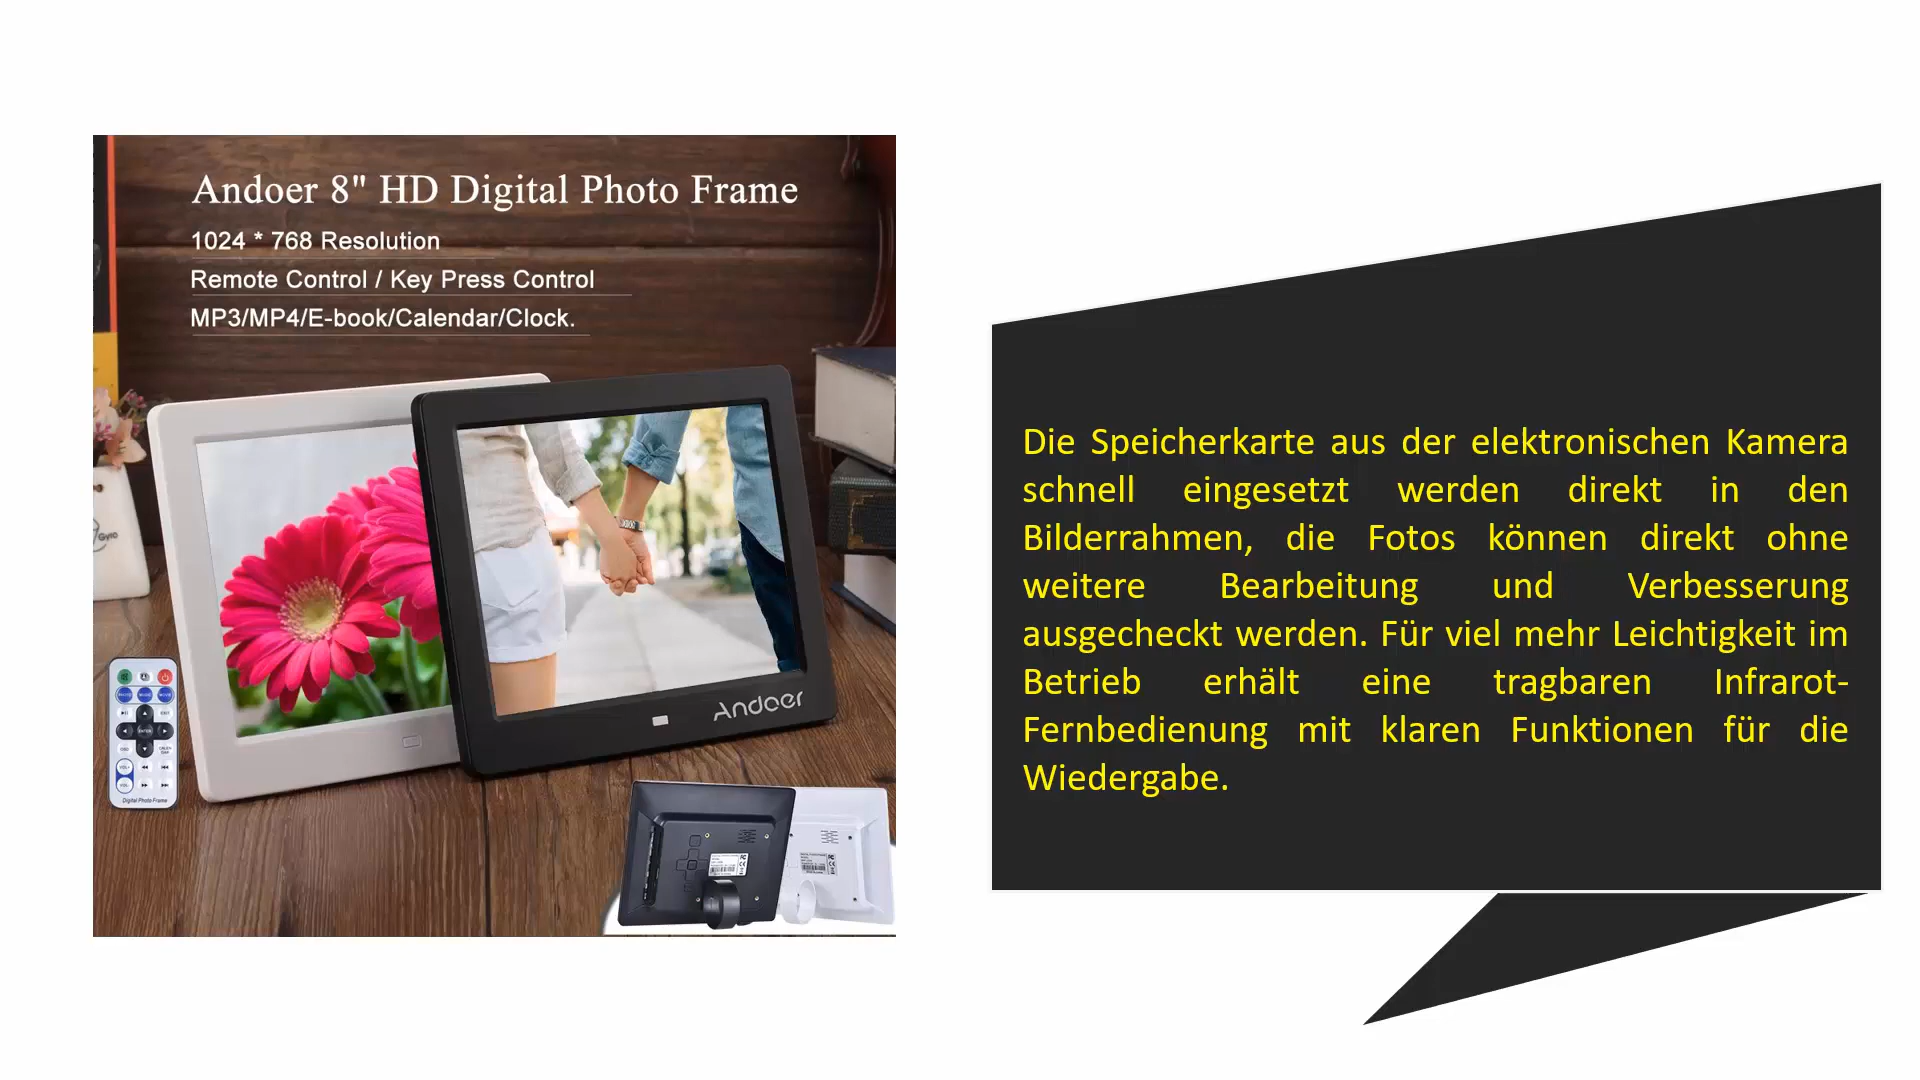 Andoer 8" HD Digital Photo Frame
1024 * 768 Resolution
Remote Control / Key Press Control
MP3/MP4/E-book/Calendar/Clock.
Gyro
Andoer
Digital Photo Frame
Die Speicherkarte aus der elektronischen Kamera
schnell eingesetzt werden direkt in den
Bilderrahmen, die Fotos können direkt ohne
weitere Bearbeitung und Verbesserung
ausgecheckt werden. Für viel mehr Leichtigkeit im
Betrieb erhält eine tragbaren Infrarot-
Fernbedienung mit klaren Funktionen für die
Wiedergabe.